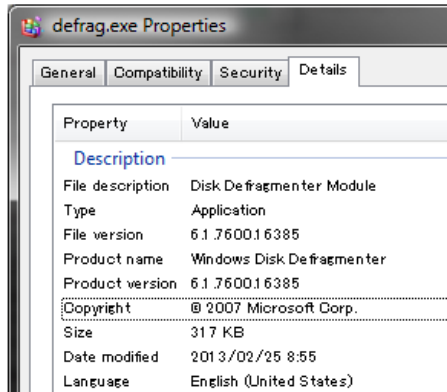 defrag.exe Properties
General Compatibility Security Details
Property Value
Description
File description Disk Defragmenter Module
Type Application
File version 6.1.7600.16385
Product name Windows Disk Defragmenter
Product version 6.1.7600.16385
Copyright © 2007 Microsoft Corp.
Size 317 KB
Date modified 2013/02/25 8:55
Language English (United States)